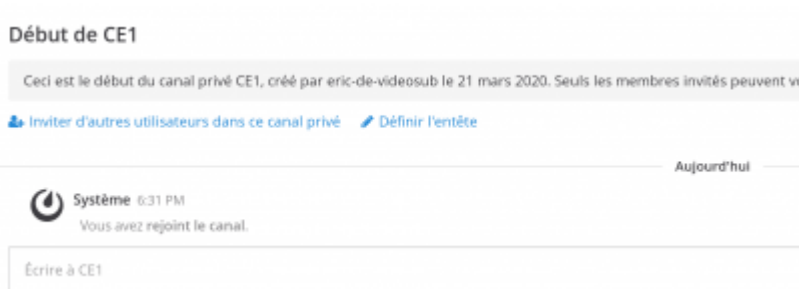 Début de CE1
Ceci est le début du canal privé CE1, créé par eric-de-videosub le 21 mars 2020. Seuls les membres invités peuvent
Inviter d'autres utilisateurs dans ce canal privé Définir l'entête
Aujourd'hui
Système 6:31 PM
Vous avez rejoint le canal.
Écrire à CE1